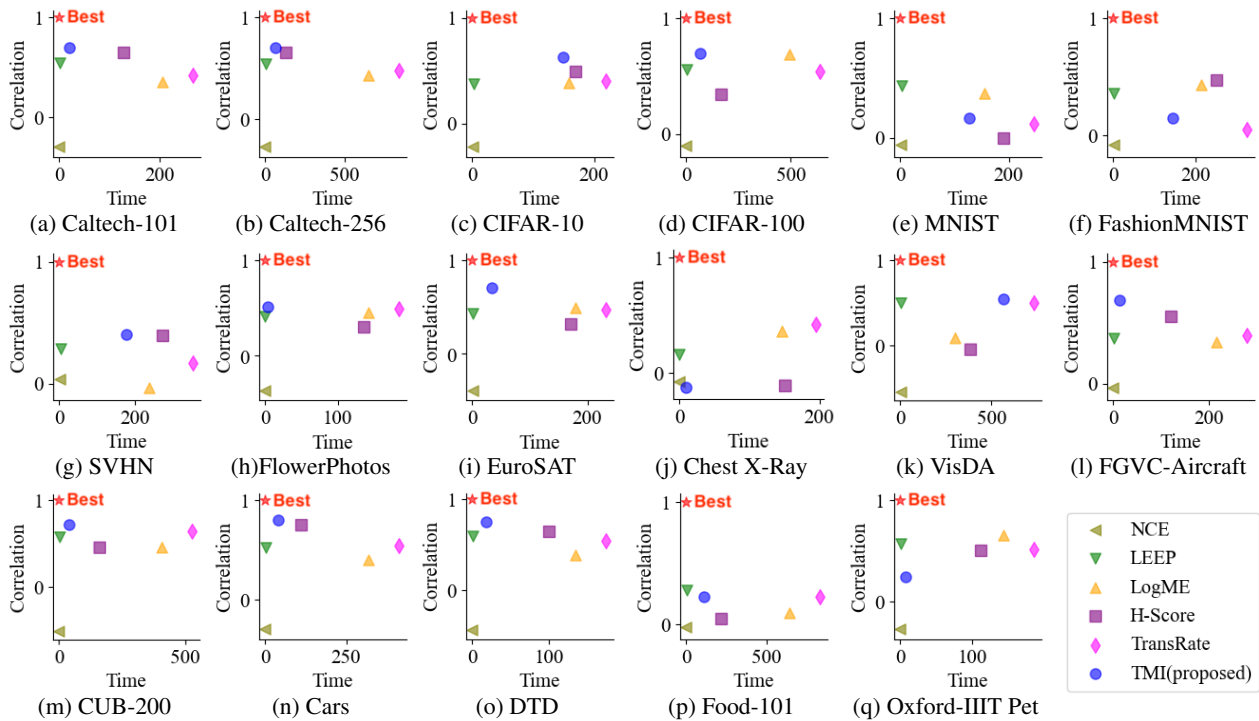 1 Best
Correlation
0
0 200
Time
(a) Caltech-101
1 Best
Correlation
0
0 500
Time
(b) Caltech-256
1 Best
Correlation
0
0 200
Time
(c) CIFAR-10
1 Best
Correlation
0
0 500
Time
(d) CIFAR-100
1 Best
Correlation
0
0 200
Time
(e) MNIST
1 Best
Correlation
0
0 200
Time
(f) FashionMNIST
1 Best
Correlation
0
0 200
Time
(g) SVHN
1 Best
Correlation
0
0 100
Time
(h)FlowerPhotos
1 Best
Correlation
0
0 200
Time
(i) EuroSAT
1 Best
Correlation
0
0 100 200
Time
(j) Chest X-Ray
1 Best
Correlation
0
0 500
Time
(k) VisDA
1 Best
Correlation
0
0 200
Time
(l) FGVC-Aircraft
1 Best
Correlation
0
0 500
Time
(m) CUB-200
1 Best
Correlation
0
0 250
Time
(n) Cars
1 Best
Correlation
0
0 100
Time
(o) DTD
1 Best
Correlation
0
0 500
Time
(p) Food-101
1 Best
Correlation
0
0 100
Time
(q) Oxford-IIIT Pet
NCE
LEEP
LogME
H-Score
TransRate
TMI(proposed)